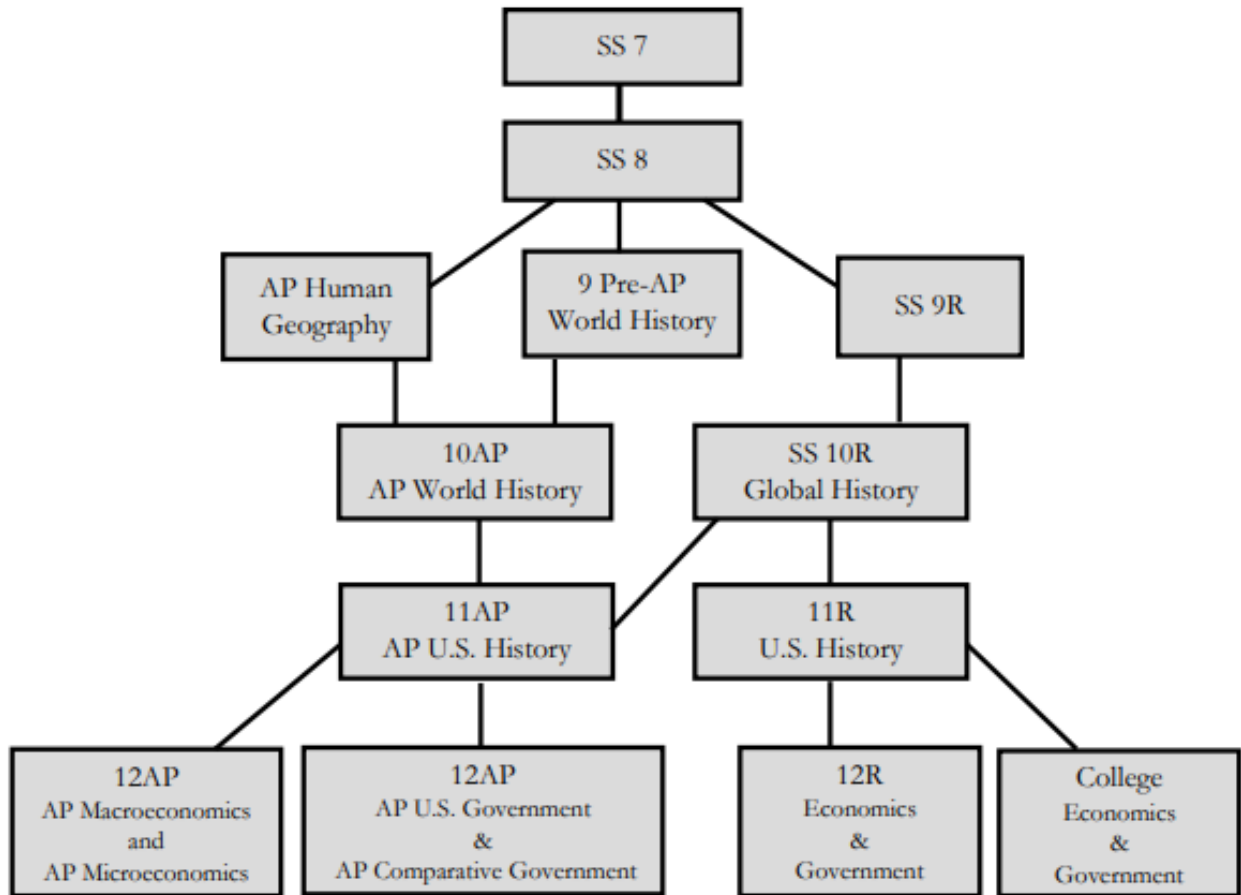 SS 7
SS 8
AP Human
Geography
9 Pre-AP
World History
SS 9R
10AP
AP World History
SS 10R
Global History
11AP
AP U.S. History
11R
U.S. History
12AP
AP Macroeconomics
and
AP Microeconomics
12AP
AP U.S. Government
&
AP Comparative Government
12R
Economics
&
Government
College
Economics
&
Government